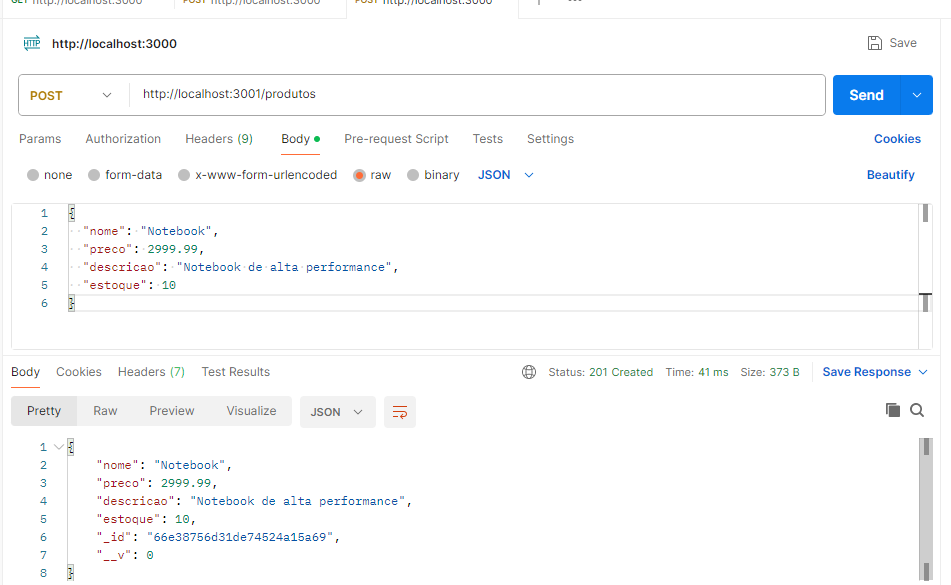 GET http://localhost:3000 POST http://localhost:3000 POST http://localhost:3000 + ...
HTTP http://localhost:3000 Save
POST http://localhost:3001/produtos Send
Params Authorization Headers (9) Body Pre-request Script Tests Settings Cookies
none form-data x-www-form-urlencoded raw binary JSON Beautify
1 {
2 "nome": "Notebook",
3 "preco": 2999.99,
4 "descricao": "Notebook de alta performance",
5 "estoque": 10
6 }
Body Cookies Headers (7) Test Results Status: 201 Created Time: 41 ms Size: 373 B Save Response
Pretty Raw Preview Visualize JSON
1 {
2 "nome": "Notebook",
3 "preco": 2999.99,
4 "descricao": "Notebook de alta performance",
5 "estoque": 10,
6 "_id": "66e38756d31de74524a15a69",
7 "__v": 0
8 }